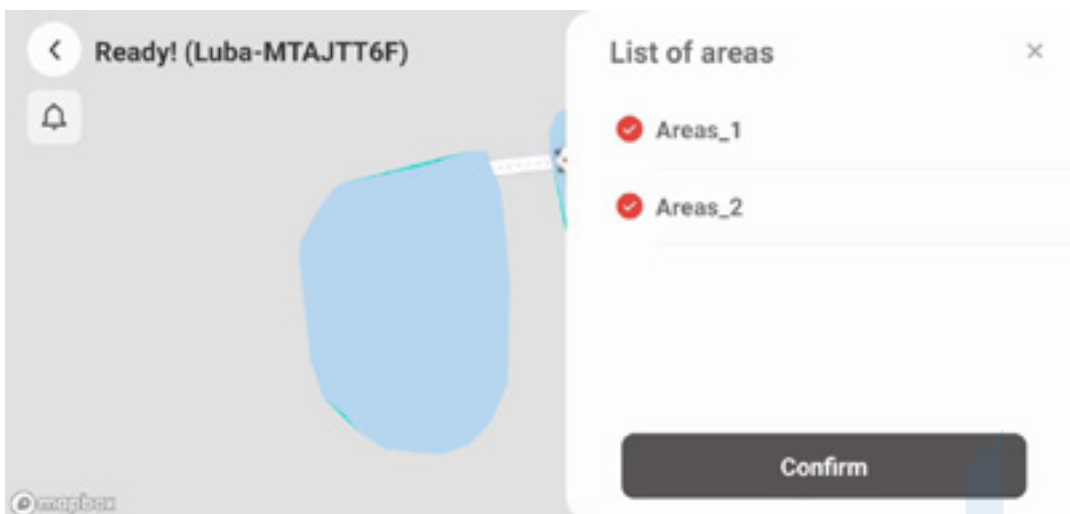 Ready! (Luba-MTAJTT6F)
List of areas
Areas_1
Areas_2
Confirm
mapbox